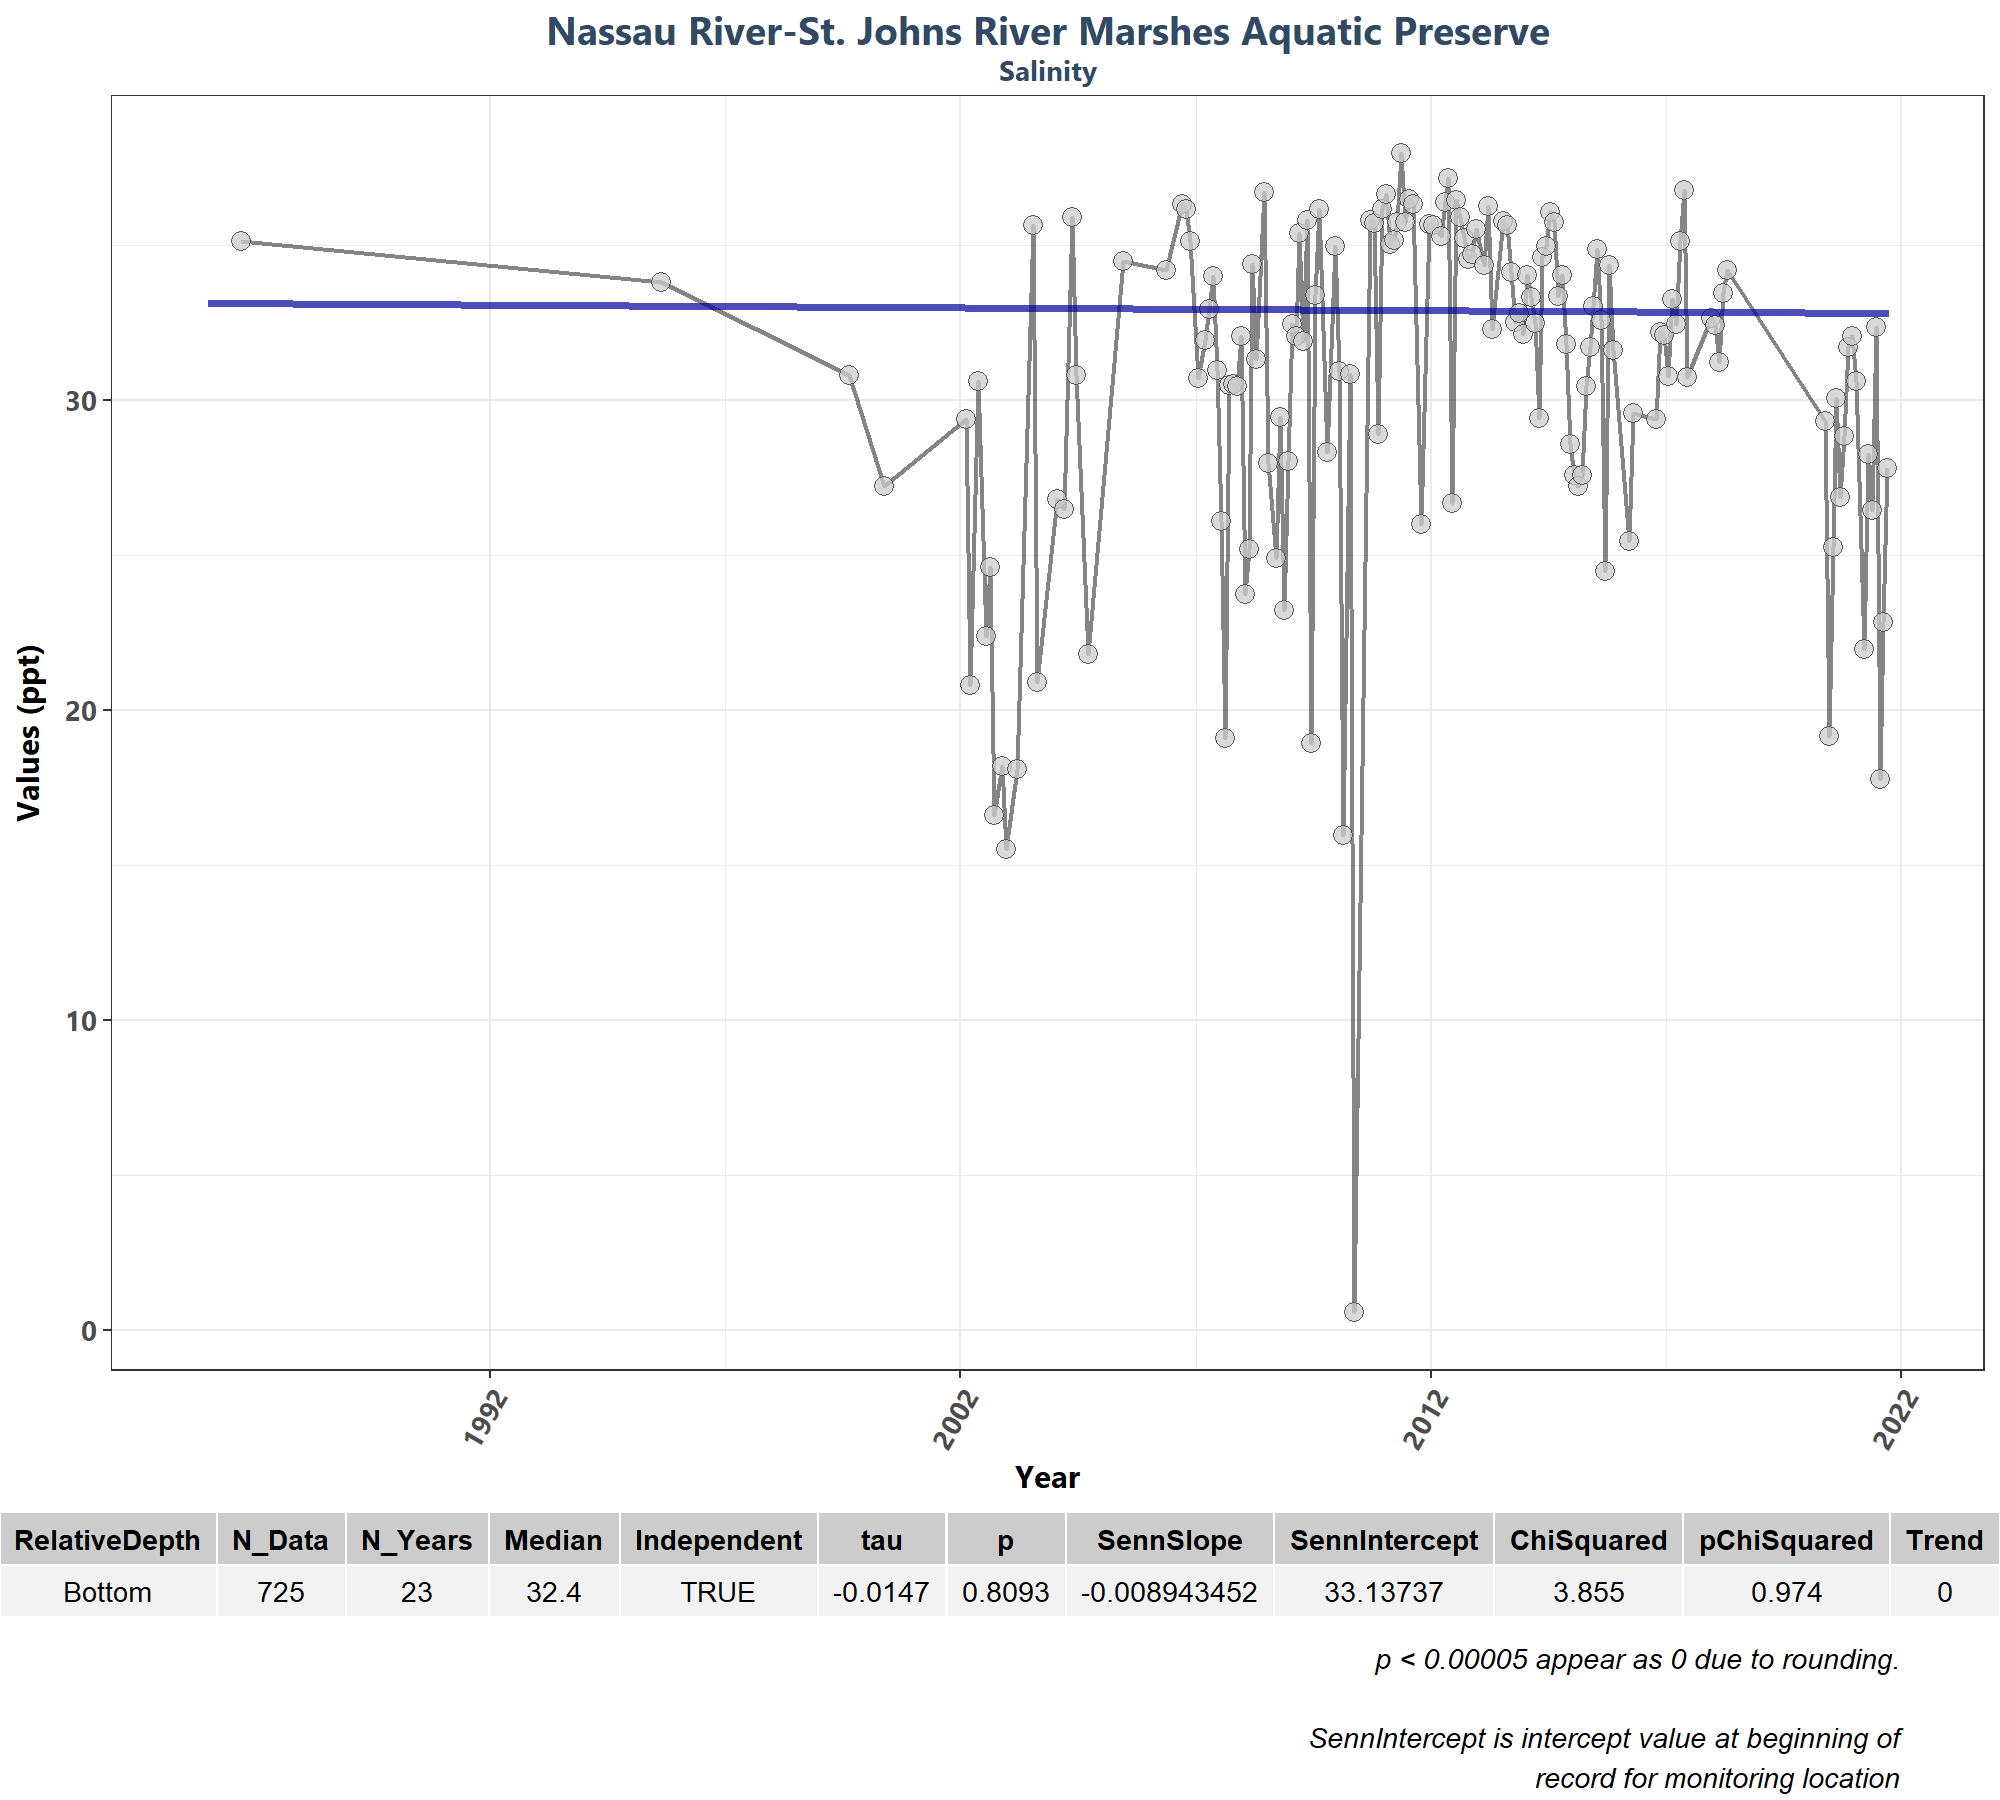 Nassau River-St. Johns River Marshes Aquatic Preserve
Salinity
Values (ppt)
30
20
10
0
1992
2002
2012
2022
Year
RelativeDepth N_Data N_Years Median Independent tau p SennSlope SennIntercept ChiSquared pChiSquared Trend
Bottom 725 23 32.4 TRUE -0.0147 0.8093 -0.008943452 33.13737 3.855 0.974 0
p < 0.00005 appear as 0 due to rounding.
SennIntercept is intercept value at beginning of
record for monitoring location